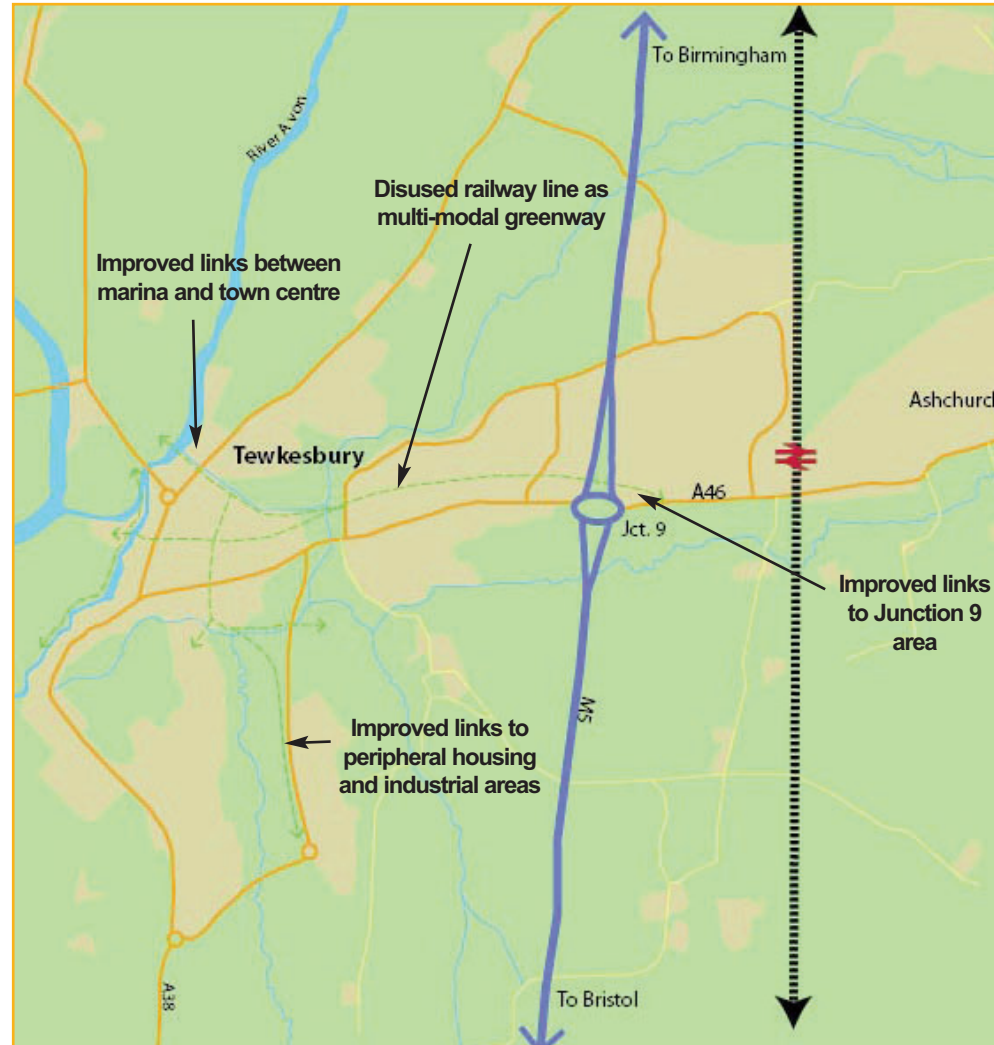 To Birmingham
River Avon
Disused railway line as
multi-modal greenway
Improved links between
marina and town centre
Ashchurch
Tewkesbury
A46
Jct. 9
Improved links
to Junction 9
area
M5
Improved links to
peripheral housing
and industrial areas
A38
To Bristol